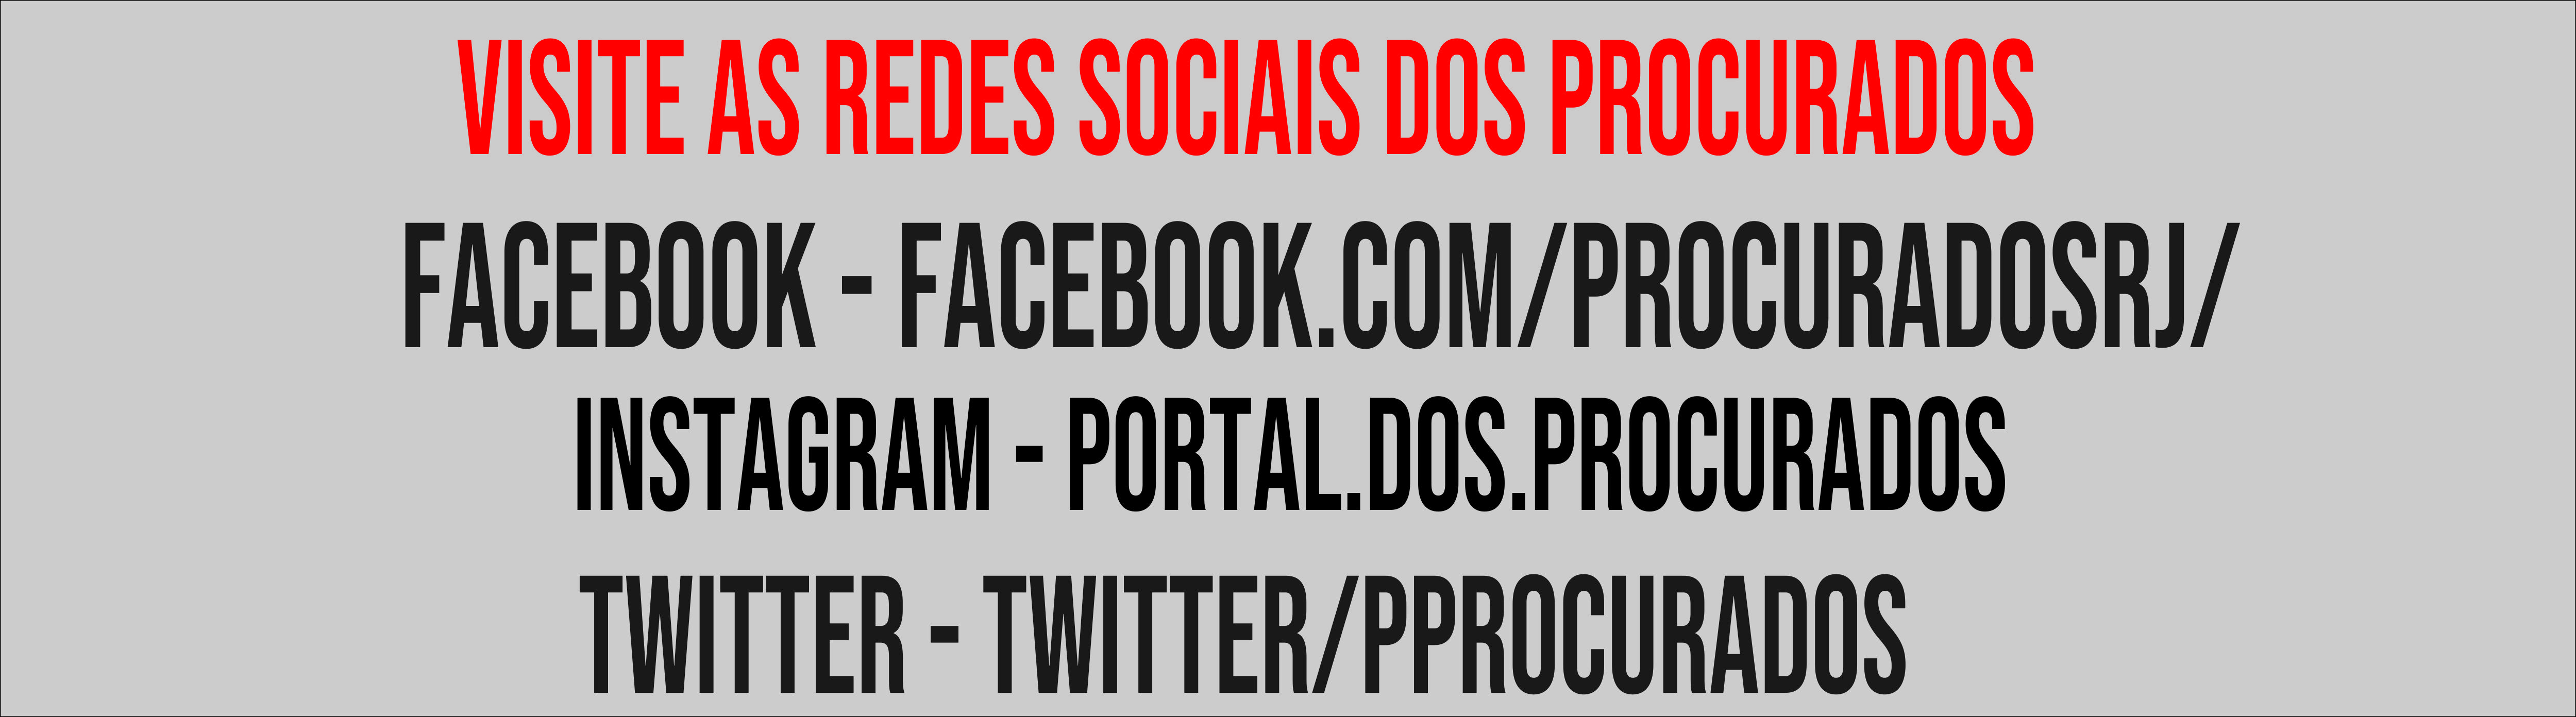 VISITE AS REDES SOCIAIS DOS PROCURADOS
FACEBOOK - FACEBOOK.COM/PROCURADOSRJ/
INSTAGRAM - PORTAL.DOS.PROCURADOS
TWITTER - TWITTER/PPROCURADOS